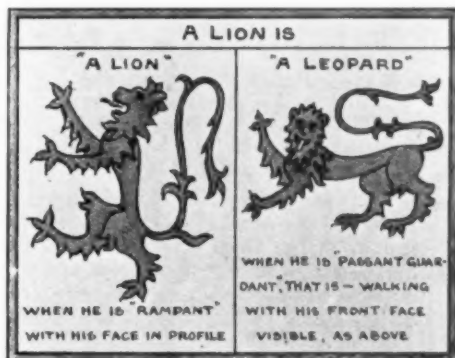 A LION IS
"A LION"
WHEN HE IS "RAMPANT"
WITH HIS FACE IN PROFILE
"A LEOPARD"
WHEN HE IS "PASSANT GUAR-
DANT", THAT IS — WALKING
WITH HIS FRONT FACE
VISIBLE, AS ABOVE